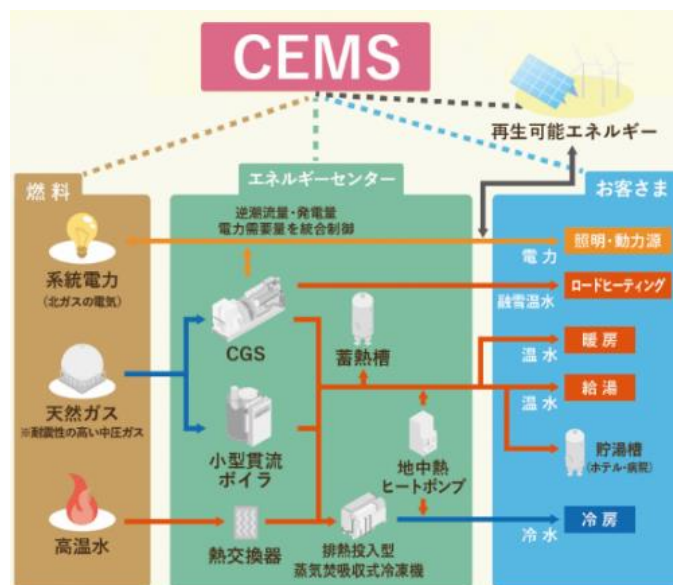 CEMS
再生可能エネルギー
燃料
エネルギーセンター
お客さま
逆潮流量・発電量
電力需要量を統合制御
系統電力
(北ガスの電気)
照明・動力源
電力
ロードヒーティング
融雪温水
CGS
蓄熱槽
暖房
温水
天然ガス
※耐震性の高い中圧ガス
給湯
温水
小型貫流
ボイラ
地中熱
ヒートポンプ
貯湯槽
(ホテル・病院)
高温水
熱交換器
排熱投入型
蒸気焚吸収式冷凍機
冷房
冷水